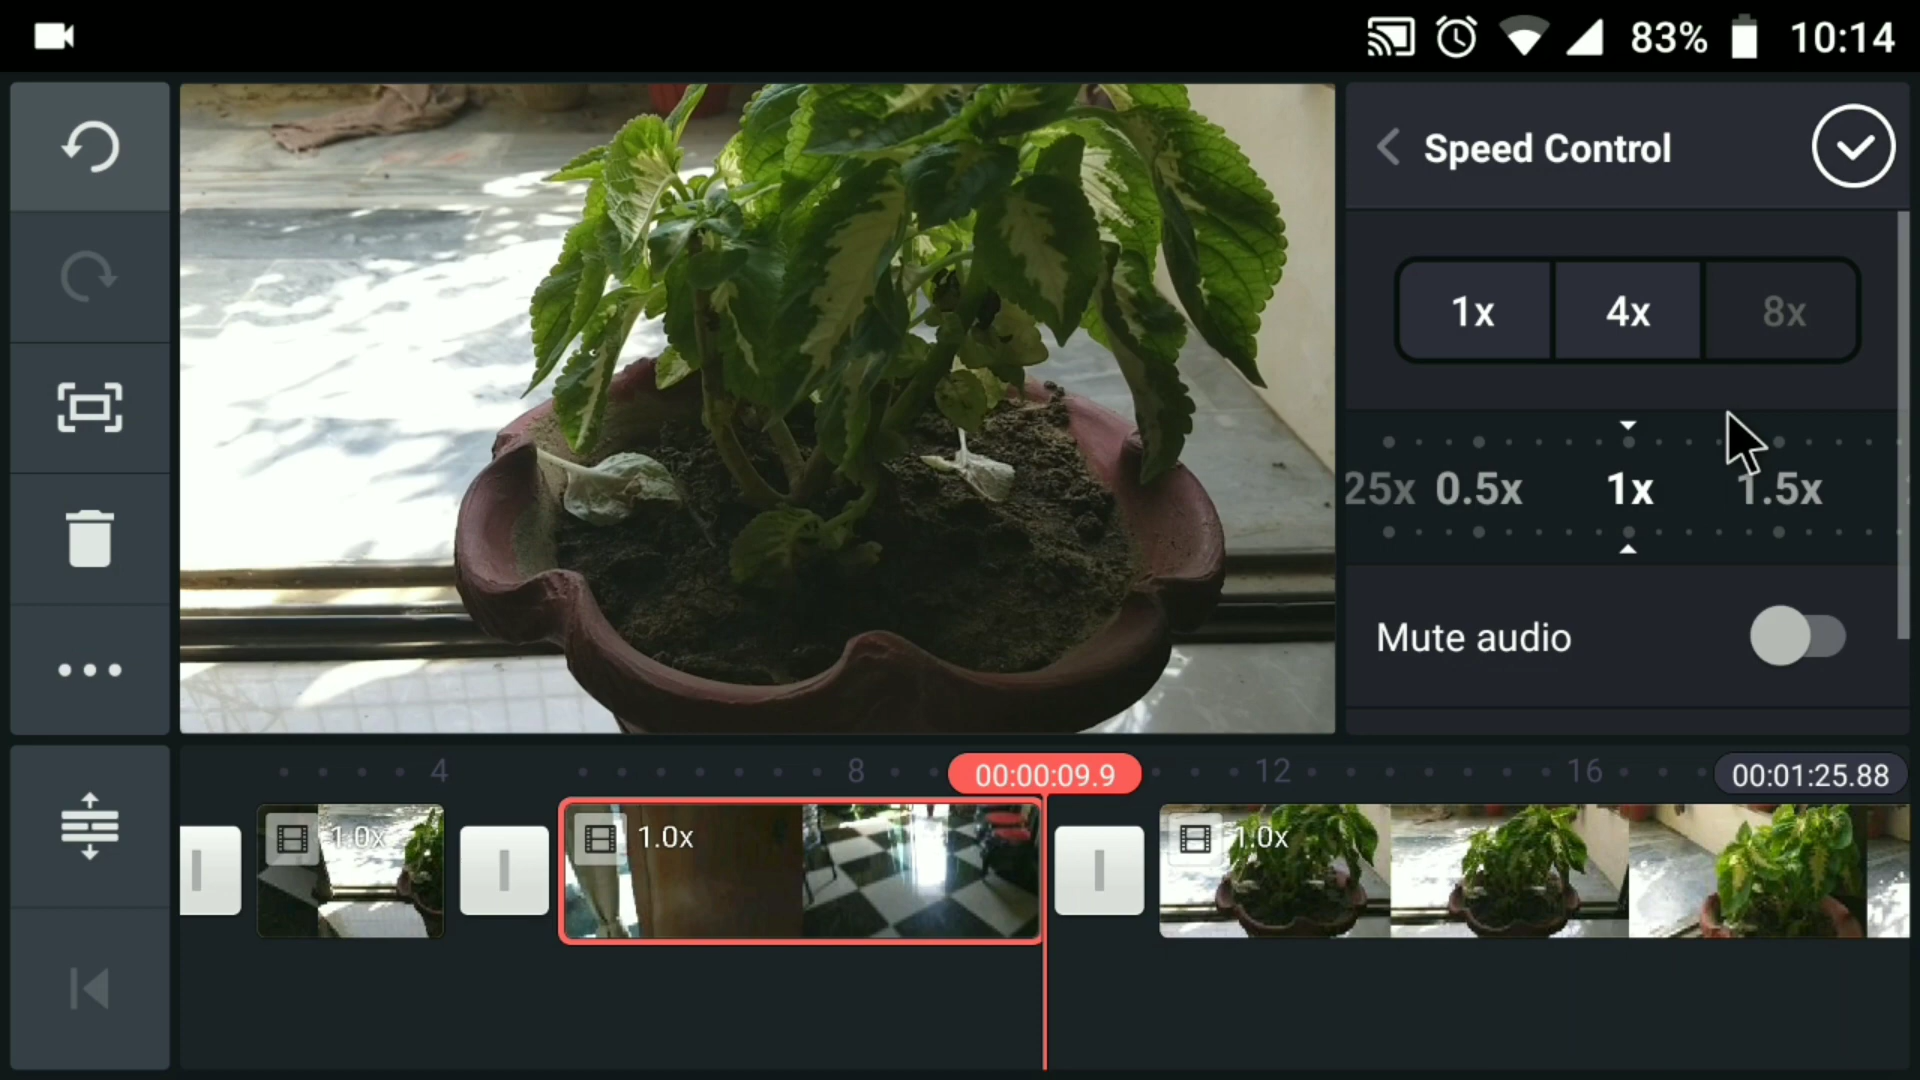 83% 10:14
Speed Control
1x 4x 8x
25x 0.5x 1x 1.5x
Mute audio
4 8 00:00:09.9 12 16 00:01:25.88
1.0x 1.0x 1.0x